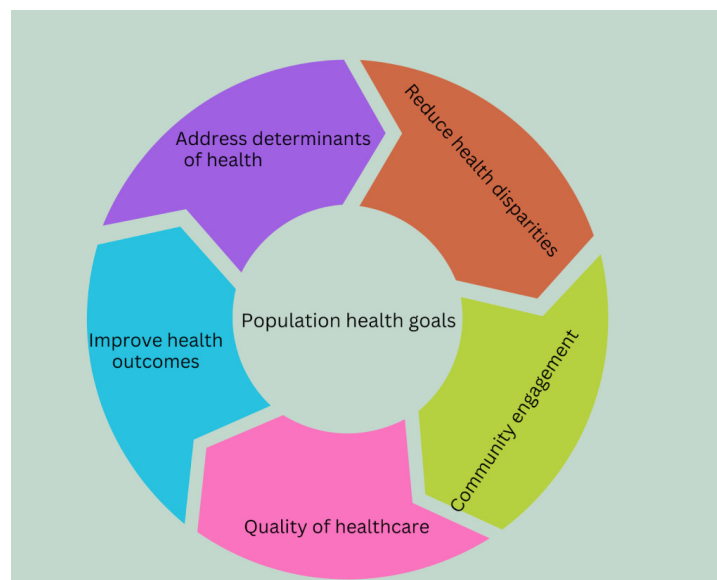 Address determinants
of health
Reduce health disparities
Population health goals
Improve health
outcomes
Community engagement
Quality of healthcare